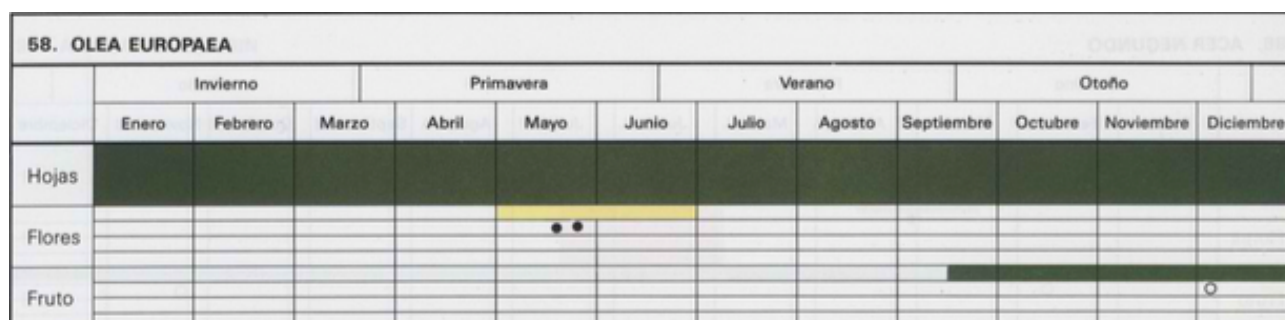 58. OLEA EUROPAEA
Invierno Primavera Verano Otoño
Enero Febrero Marzo Abril Mayo Junio Julio Agosto Septiembre Octubre Noviembre Diciembre
Hojas
Flores
Fruto